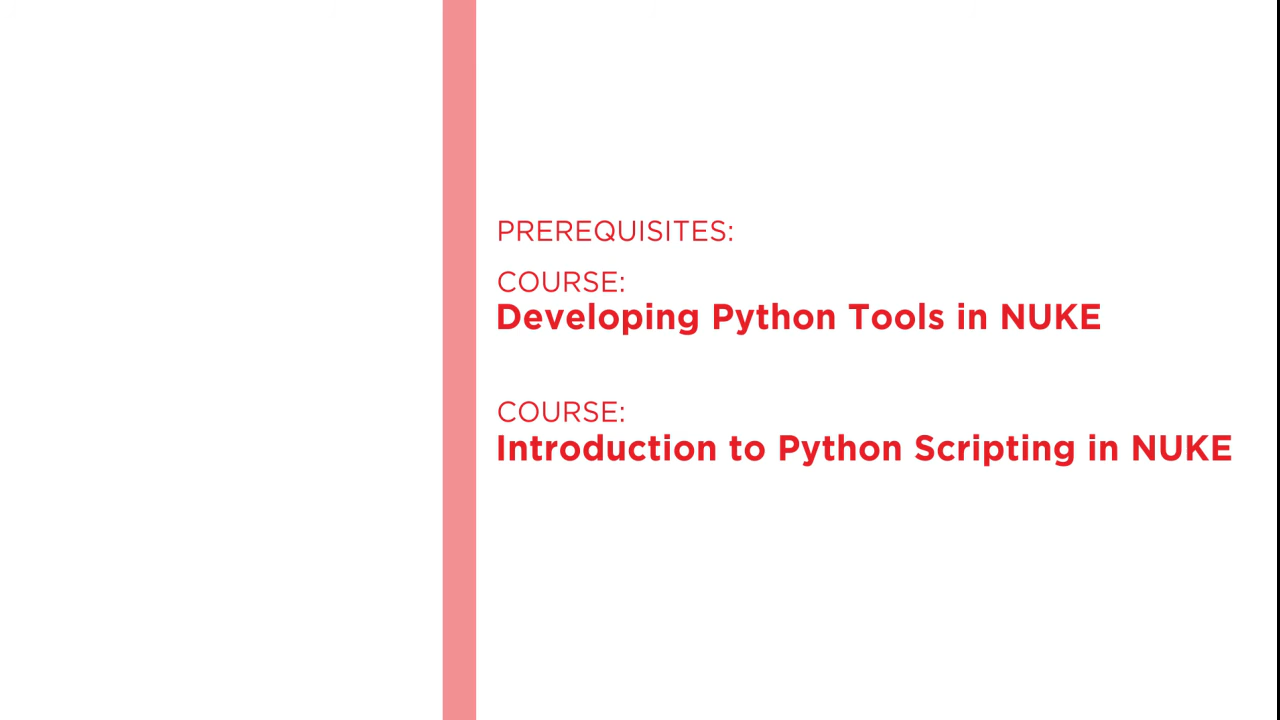 PREREQUISITES:
COURSE:
Developing Python Tools in NUKE
COURSE:
Introduction to Python Scripting in NUKE